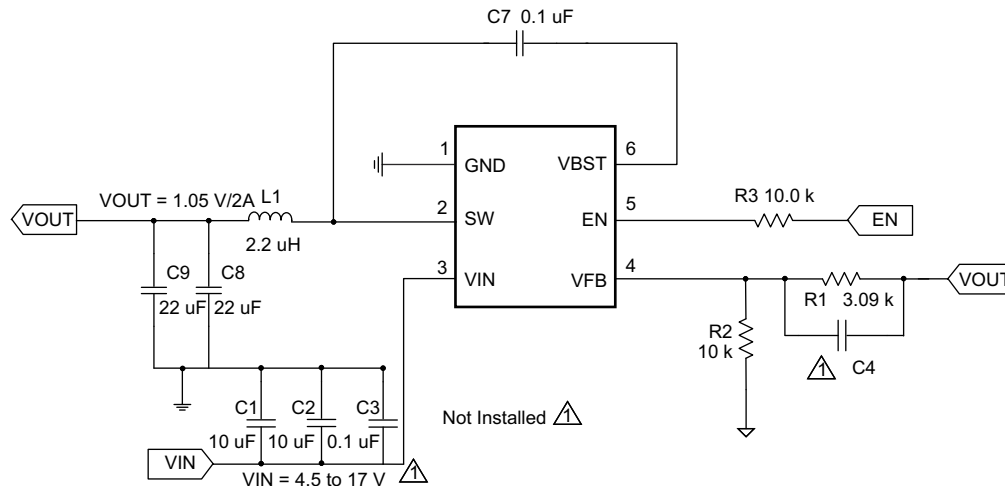 C7 0.1 uF
1
GND
VBST
6
VOUT
VOUT = 1.05 V/2A
L1
2.2 uH
2
SW
EN
5
R3 10.0 k
EN
3
VIN
VFB
4
VOUT
C9
22 uF
C8
22 uF
R1 3.09 k
R2
10 k
1
C4
C1
10 uF
C2
10 uF
C3
0.1 uF
Not Installed 1
VIN
VIN = 4.5 to 17 V
1